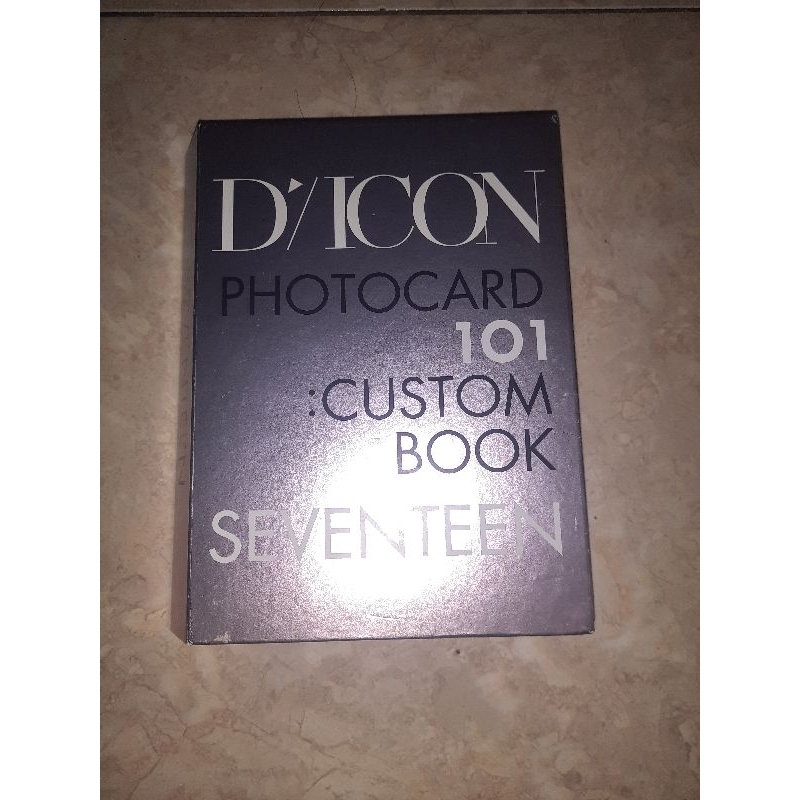 D'/ICON
PHOTOCARD
101
:CUSTOM
BOOK
SEVENTEEN